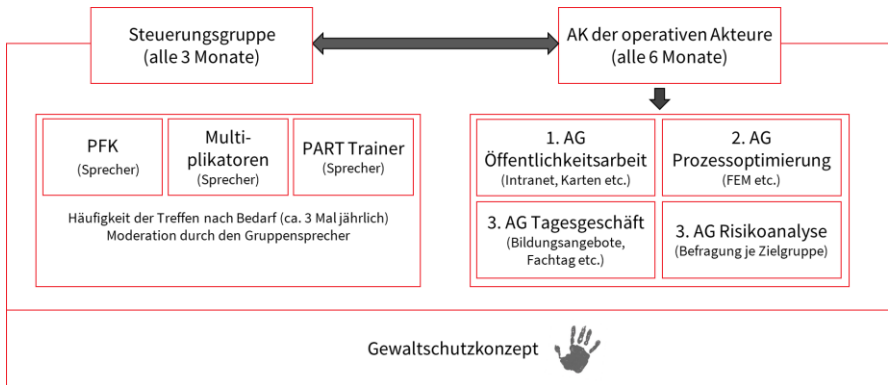 Steuerungsgruppe
(alle 3 Monate)
AK der operativen Akteure
(alle 6 Monate)
PFK
(Sprecher)
Multi-
plikatoren
(Sprecher)
PART Trainer
(Sprecher)
Häufigkeit der Treffen nach Bedarf (ca. 3 Mal jährlich)
Moderation durch den Gruppensprecher
1. AG
Öffentlichkeitsarbeit
(Intranet, Karten etc.)
2. AG
Prozessoptimierung
(FEM etc.)
3. AG Tagesgeschäft
(Bildungsangebote,
Fachtag etc.)
3. AG Risikoanalyse
(Befragung je Zielgruppe)
Gewaltschutzkonzept